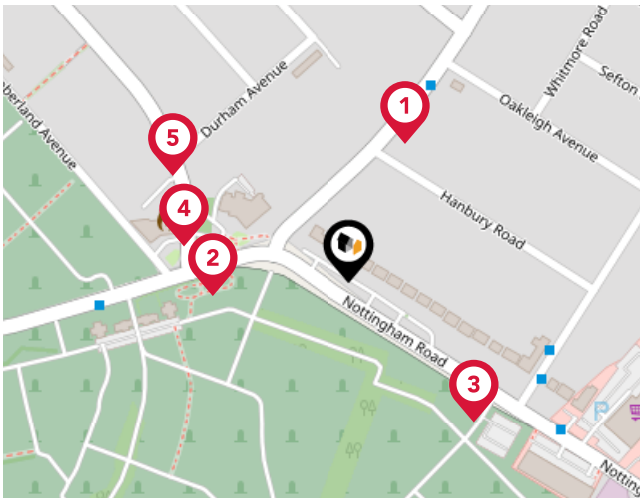 Whitmore Road
Sefton
1
Durham Avenue
Oakleigh Avenue
5
berland Avenue
4
Hanbury Road
2
Nottingham Road
3
P
Notting